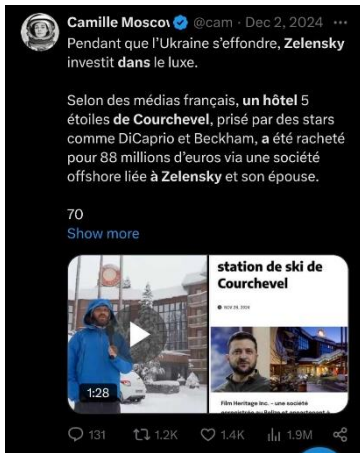 Camille Moscov @cam · Dec 2, 2024 ···
Pendant que l'Ukraine s'effondre, Zelensky
investit dans le luxe.
Selon des médias français, un hôtel 5
étoiles de Courchevel, prisé par des stars
comme DiCaprio et Beckham, a été racheté
pour 88 millions d'euros via une société
offshore liée à Zelensky et son épouse.
70
Show more
station de ski de
Courchevel
1:28
Film Heritage Inc. - une société
131 1.2K 1.4K 1.9M